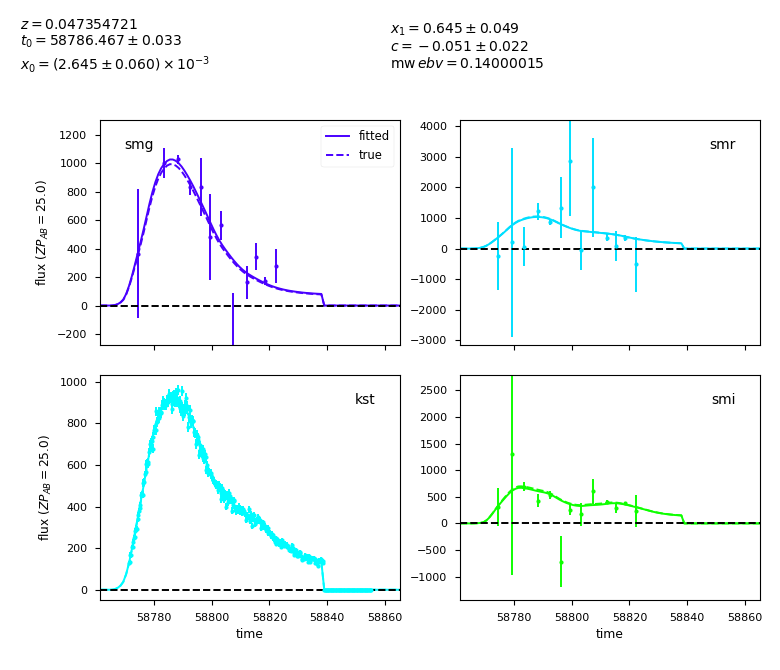 z = 0.047354721
t₀ = 58786.467 ± 0.033
x₀ = (2.645 ± 0.060) × 10⁻³
x₁ = 0.645 ± 0.049
c = −0.051 ± 0.022
mw ebv = 0.14000015
smg
fitted
true
1200
1000
800
600
400
200
0
−200
flux (ZP_AB = 25.0)
smr
4000
3000
2000
1000
0
−1000
−2000
−3000
kst
1000
800
600
400
200
0
flux (ZP_AB = 25.0)
58780 58800 58820 58840 58860
time
smi
2500
2000
1500
1000
500
0
−500
−1000
58780 58800 58820 58840 58860
time